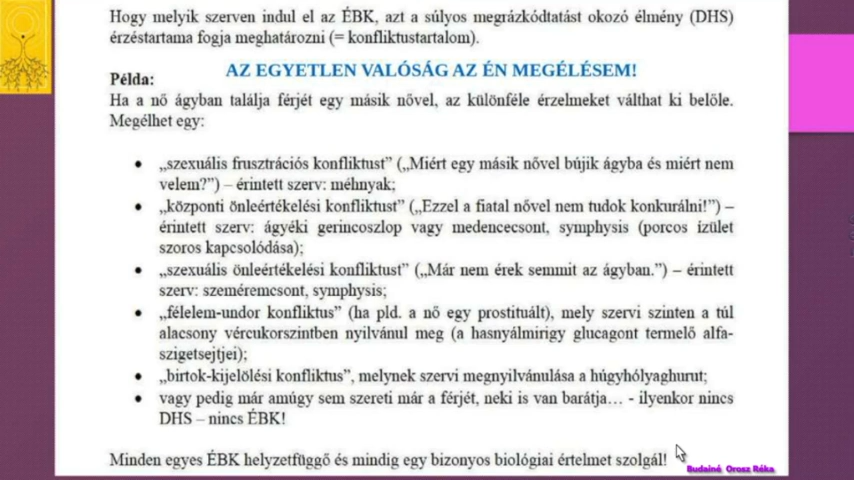 Hogy melyik szerven indul el az ÉBK, azt a súlyos megrázkódtatást okozó élmény (DHS)
érzéstartama fogja meghatározni (= konfliktustartalom).
AZ EGYETLEN VALÓSÁG AZ ÉN MEGÉLÉSEM!
Példa:
Ha a nő ágyban találja férjét egy másik nővel, az különféle érzelmeket válthat ki belőle.
Megélhet egy:
• „szexuális frusztrációs konfliktust” („Miért egy másik nővel bújik ágyba és miért nem
velem?”) – érintett szerv: méhnyak;
• „központi önleértékelési konfliktust” („Ezzel a fiatal nővel nem tudok konkurálni!”) –
érintett szerv: ágyéki gerincoszlop vagy medencecsont, symphysis (porcos ízület
szoros kapcsolódása);
• „szexuális önleértékelési konfliktust” („Már nem érek semmit az ágyban.”) – érintett
szerv: szeméremcsont, symphysis;
• „félelem-undor konfliktus” (ha pld. a nő egy prostituált), mely szervi szinten a túl
alacsony vércukorszintben nyilvánul meg (a hasnyálmirigy glucagont termelő alfa-
szigetsejtjei);
• „birtok-kijelölési konfliktus”, melynek szervi megnyilvánulása a húgyhólyaghurut;
• vagy pedig már amúgy sem szereti már a férjét, neki is van barátja… - ilyenkor nincs
DHS – nincs ÉBK!
Minden egyes ÉBK helyzetfüggő és mindig egy bizonyos biológiai értelmet szolgál!
Budainé Orosz Réka